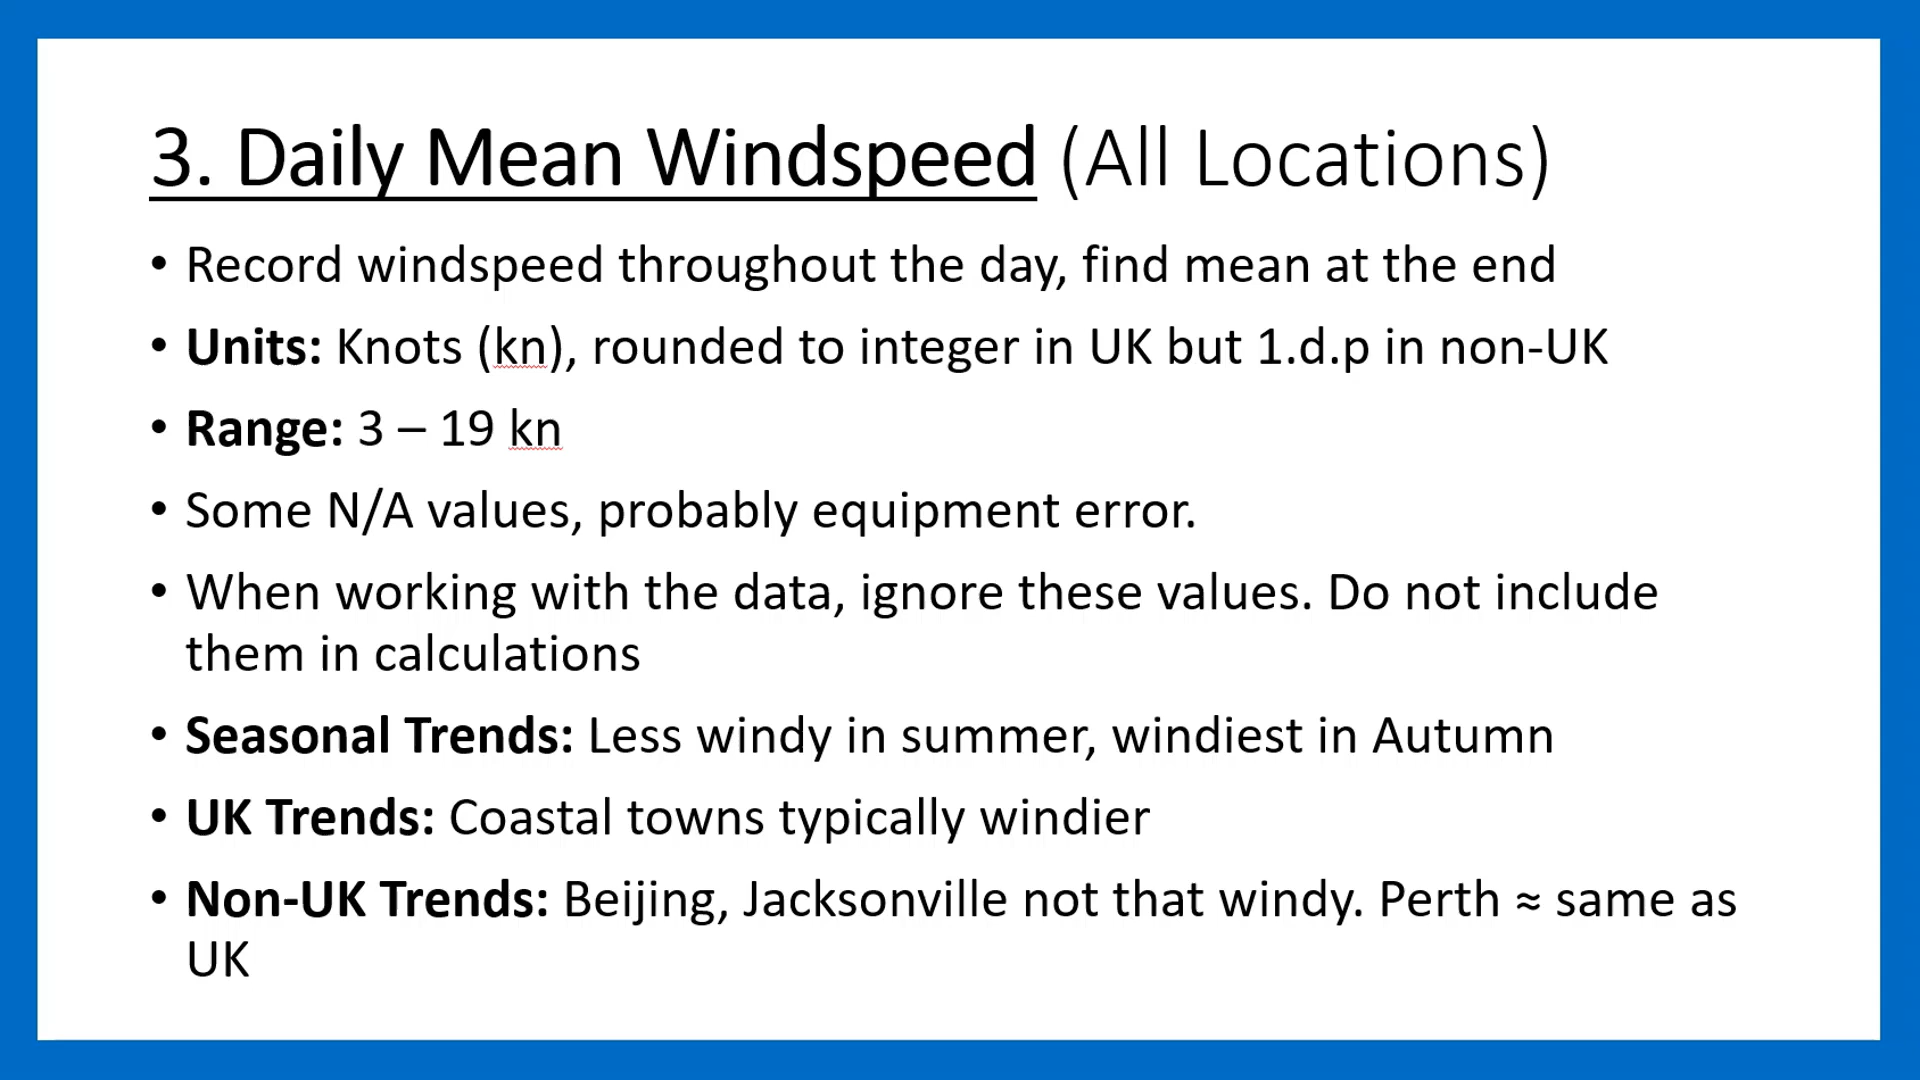 3. Daily Mean Windspeed (All Locations)
• Record windspeed throughout the day, find mean at the end
• Units: Knots (kn), rounded to integer in UK but 1.d.p in non-UK
• Range: 3 – 19 kn
• Some N/A values, probably equipment error.
• When working with the data, ignore these values. Do not include
them in calculations
• Seasonal Trends: Less windy in summer, windiest in Autumn
• UK Trends: Coastal towns typically windier
• Non-UK Trends: Beijing, Jacksonville not that windy. Perth ≈ same as
UK